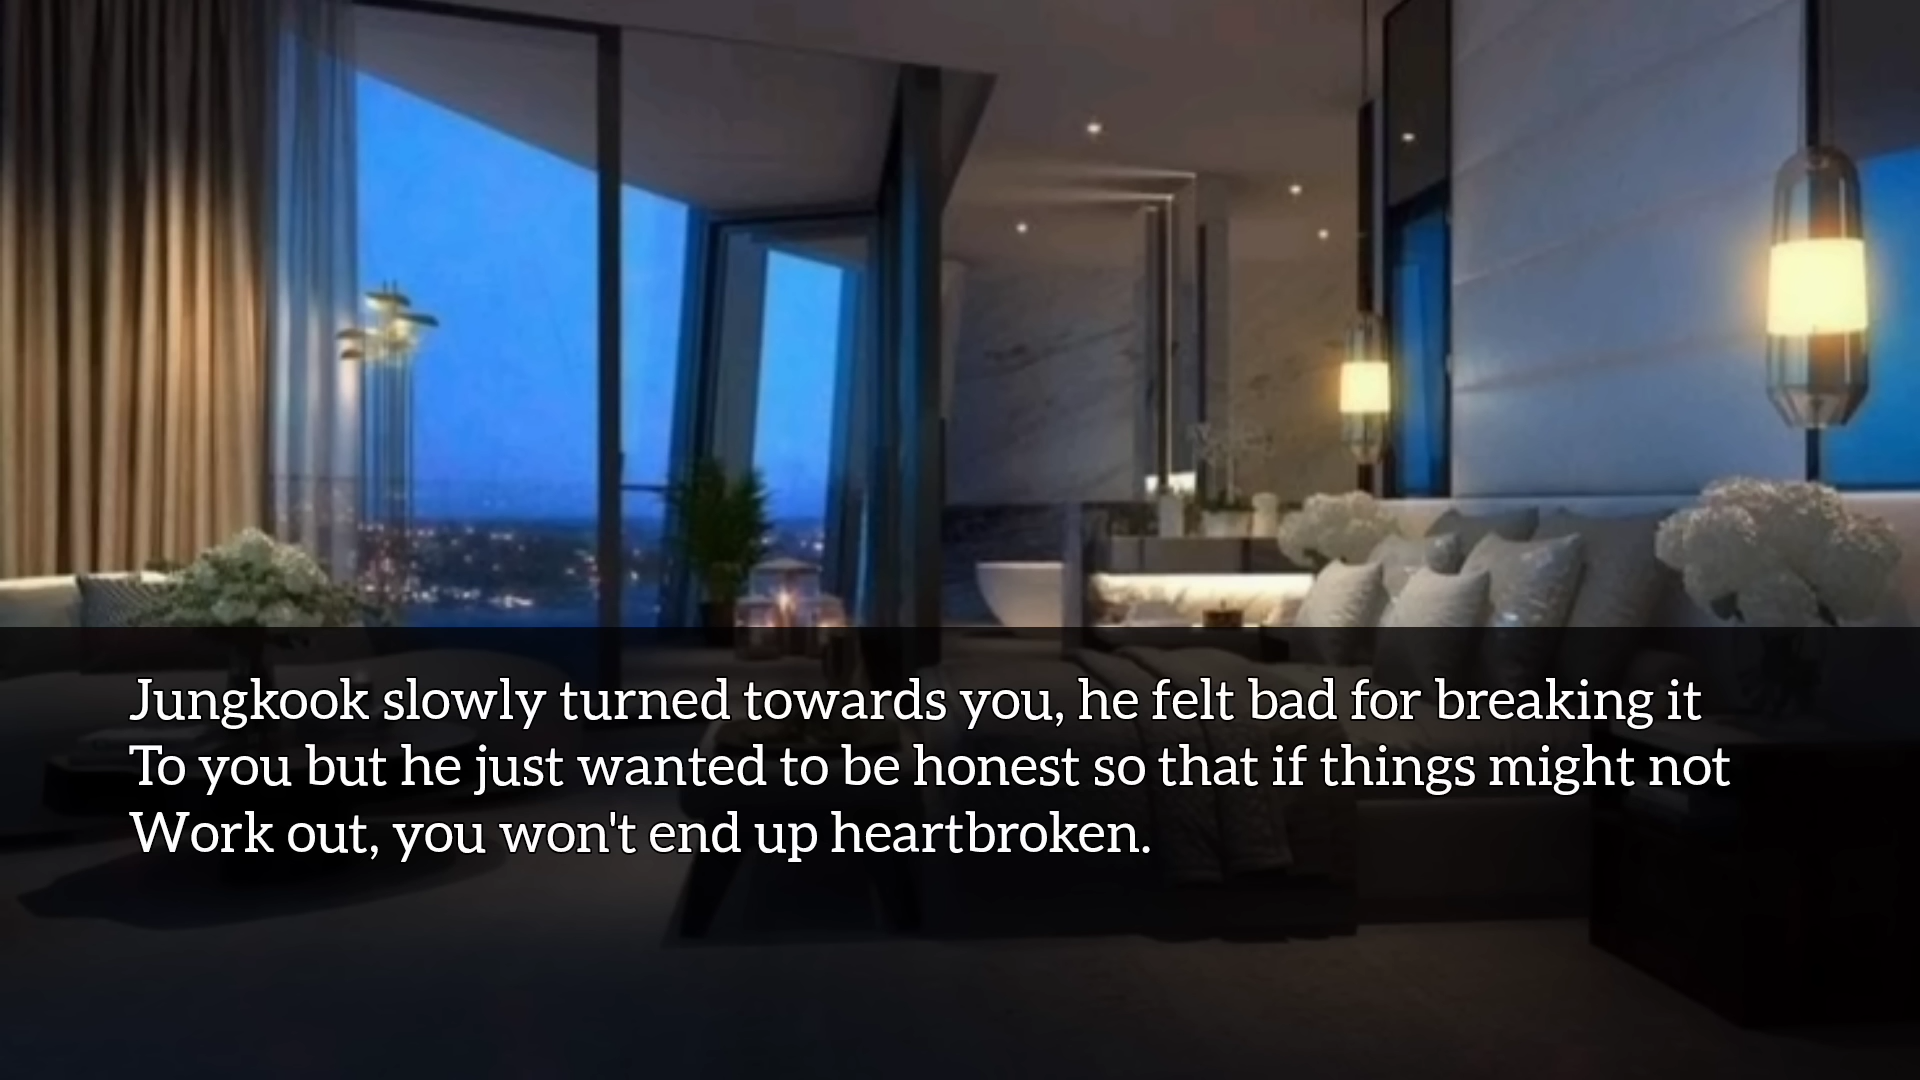 Jungkook slowly turned towards you, he felt bad for breaking it
To you but he just wanted to be honest so that if things might not
Work out, you won't end up heartbroken.